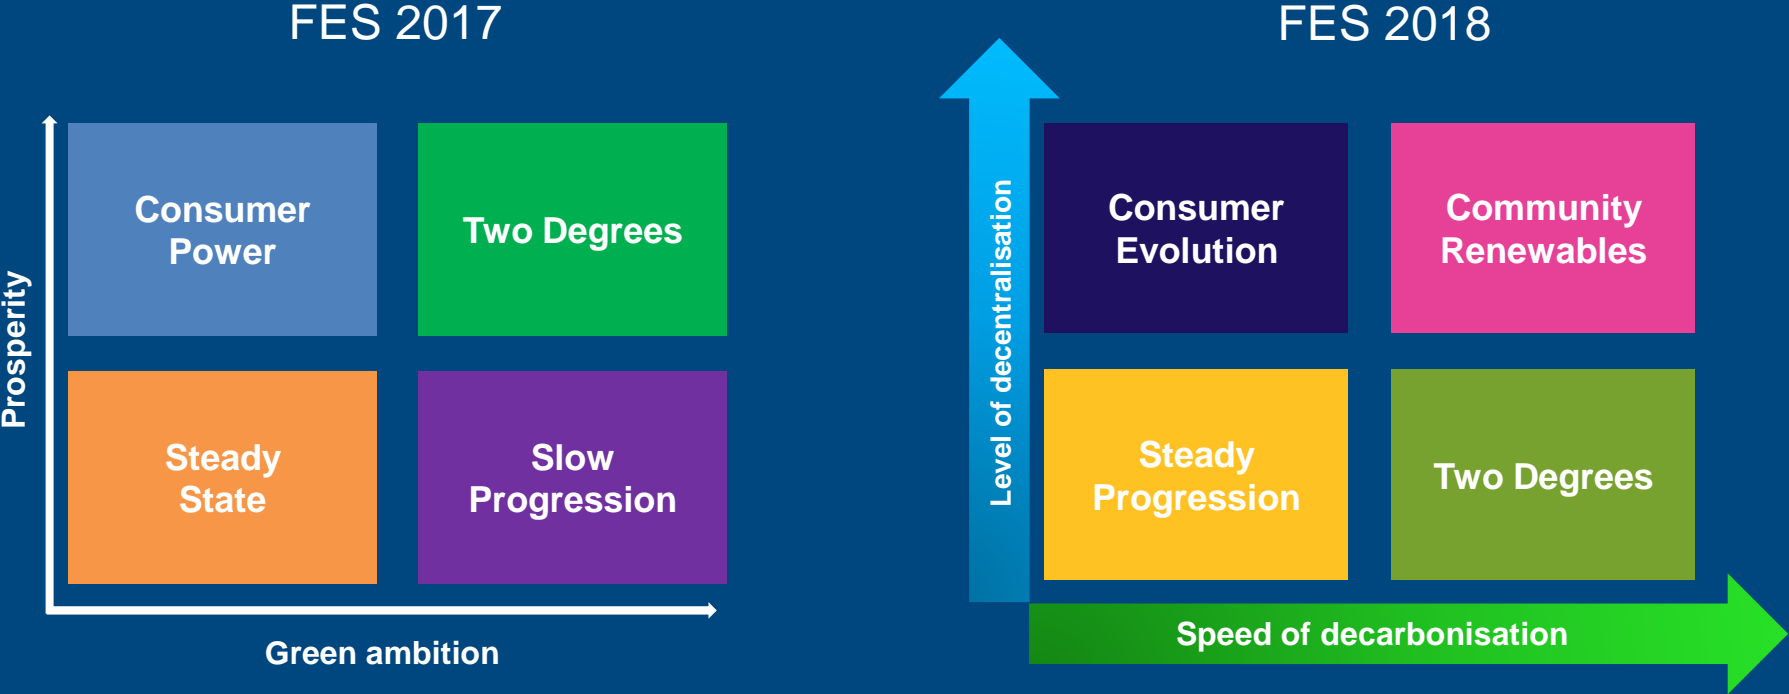 FES 2017
Prosperity
Consumer
Power
Two Degrees
Steady
State
Slow
Progression
Green ambition
FES 2018
Level of decentralisation
Consumer
Evolution
Community
Renewables
Steady
Progression
Two Degrees
Speed of decarbonisation